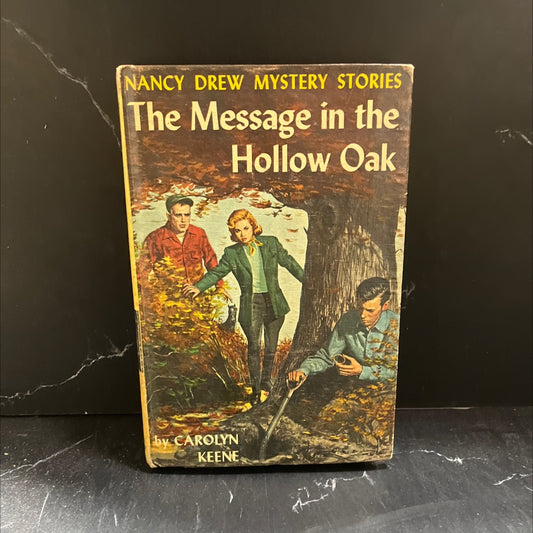 NANCY DREW MYSTERY STORIES
The Message in the
Hollow Oak
by CAROLYN
KEENE